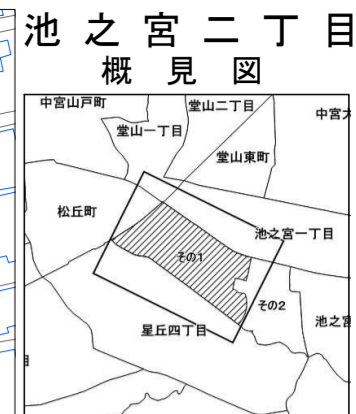 池之宮二丁目
概見図
中宮山戸町
堂山二丁目
中宮
堂山一丁目
堂山東町
松丘町
池之宮一丁目
その1
その2
星丘四丁目
池之宮